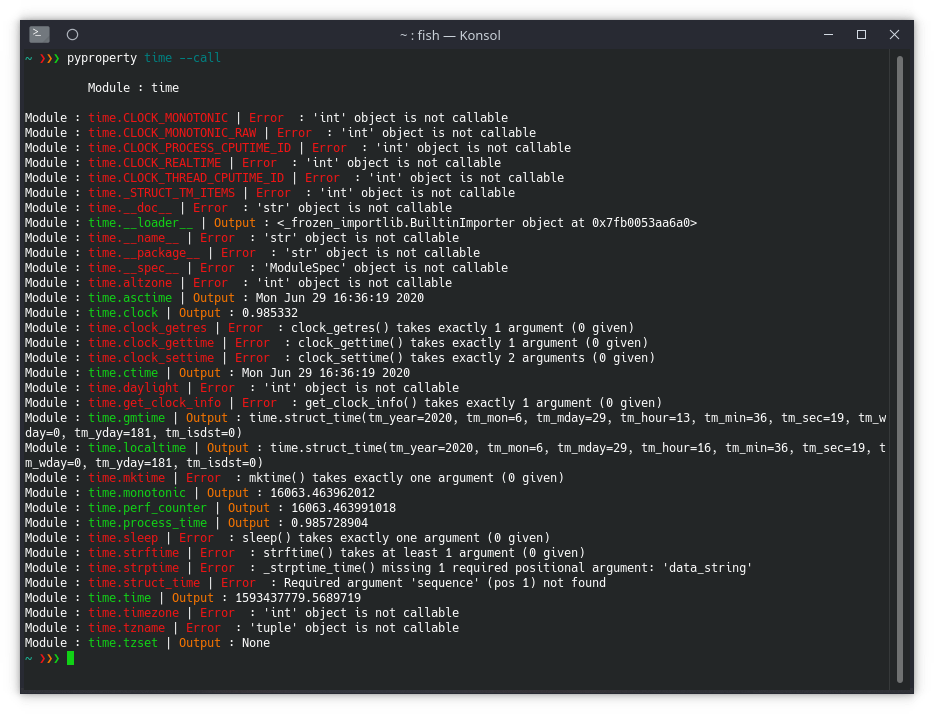 ~ : fish — Konsol
~ ❯❯❯ pyproperty time --call
Module : time
Module : time.CLOCK_MONOTONIC | Error  : 'int' object is not callable
Module : time.CLOCK_MONOTONIC_RAW | Error  : 'int' object is not callable
Module : time.CLOCK_PROCESS_CPUTIME_ID | Error  : 'int' object is not callable
Module : time.CLOCK_REALTIME | Error  : 'int' object is not callable
Module : time.CLOCK_THREAD_CPUTIME_ID | Error  : 'int' object is not callable
Module : time._STRUCT_TM_ITEMS | Error  : 'int' object is not callable
Module : time.__doc__ | Error  : 'str' object is not callable
Module : time.__loader__ | Output : <_frozen_importlib.BuiltinImporter object at 0x7fb0053aa6a0>
Module : time.__name__ | Error  : 'str' object is not callable
Module : time.__package__ | Error  : 'str' object is not callable
Module : time.__spec__ | Error  : 'ModuleSpec' object is not callable
Module : time.altzone | Error  : 'int' object is not callable
Module : time.asctime | Output : Mon Jun 29 16:36:19 2020
Module : time.clock | Output : 0.985332
Module : time.clock_getres | Error  : clock_getres() takes exactly 1 argument (0 given)
Module : time.clock_gettime | Error  : clock_gettime() takes exactly 1 argument (0 given)
Module : time.clock_settime | Error  : clock_settime() takes exactly 2 arguments (0 given)
Module : time.ctime | Output : Mon Jun 29 16:36:19 2020
Module : time.daylight | Error  : 'int' object is not callable
Module : time.get_clock_info | Error  : get_clock_info() takes exactly 1 argument (0 given)
Module : time.gmtime | Output : time.struct_time(tm_year=2020, tm_mon=6, tm_mday=29, tm_hour=13, tm_min=36, tm_sec=19, tm_w
day=0, tm_yday=181, tm_isdst=0)
Module : time.localtime | Output : time.struct_time(tm_year=2020, tm_mon=6, tm_mday=29, tm_hour=16, tm_min=36, tm_sec=19, t
m_wday=0, tm_yday=181, tm_isdst=0)
Module : time.mktime | Error  : mktime() takes exactly one argument (0 given)
Module : time.monotonic | Output : 16063.463962012
Module : time.perf_counter | Output : 16063.463991018
Module : time.process_time | Output : 0.985728904
Module : time.sleep | Error  : sleep() takes exactly one argument (0 given)
Module : time.strftime | Error  : strftime() takes at least 1 argument (0 given)
Module : time.strptime | Error  : _strptime_time() missing 1 required positional argument: 'data_string'
Module : time.struct_time | Error  : Required argument 'sequence' (pos 1) not found
Module : time.time | Output : 1593437779.5689719
Module : time.timezone | Error  : 'int' object is not callable
Module : time.tzname | Error  : 'tuple' object is not callable
Module : time.tzset | Output : None
~ ❯❯❯